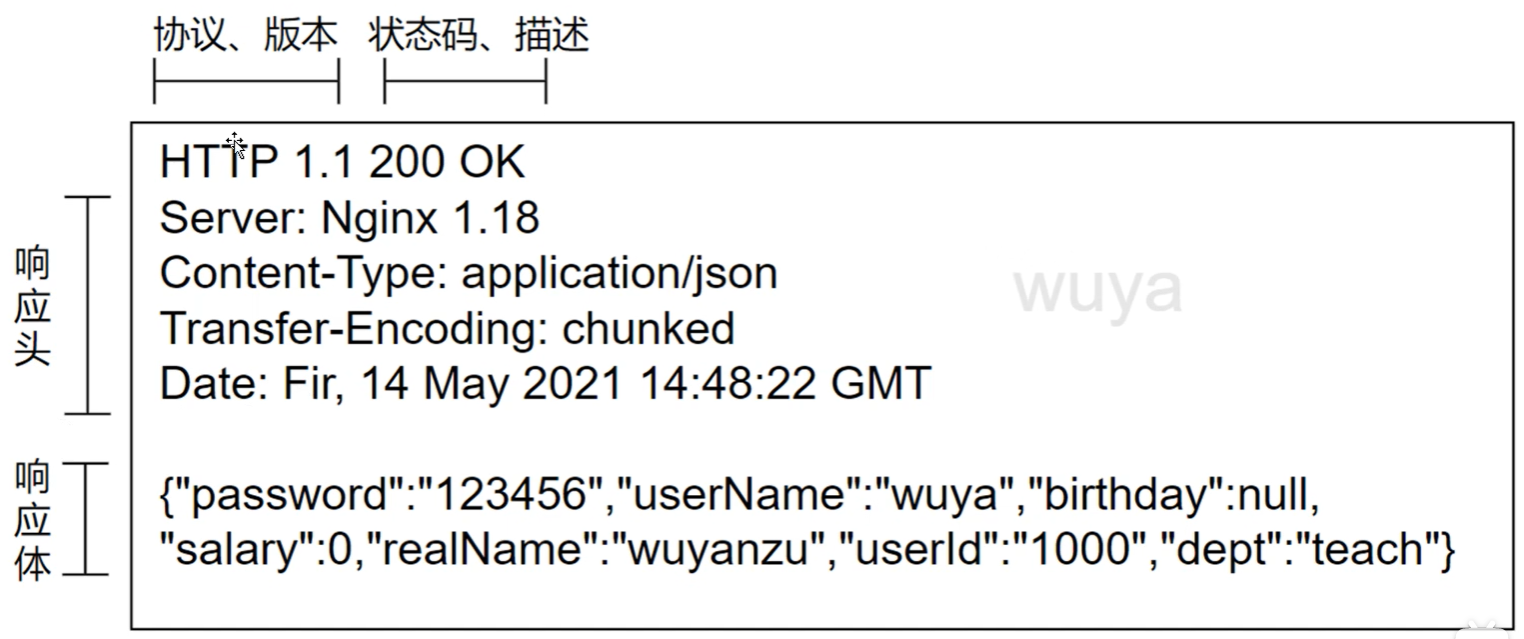 协议、版本 状态码、描述
HTTP 1.1 200 OK
Server: Nginx 1.18
Content-Type: application/json
Transfer-Encoding: chunked
Date: Fir, 14 May 2021 14:48:22 GMT
响应头
wuya
{"password":"123456","userName":"wuya","birthday":null,
"salary":0,"realName":"wuyanzu","userId":"1000","dept":"teach"}
响应体